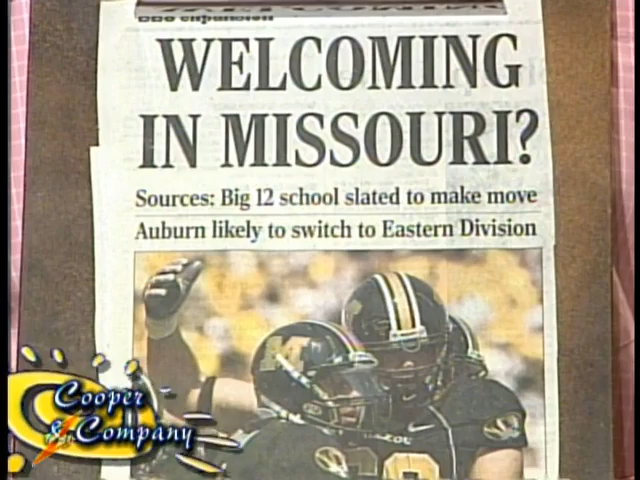 WELCOMING
IN MISSOURI?
Sources: Big 12 school slated to make move
Auburn likely to switch to Eastern Division
M
MIZZOU
Cooper
& Company